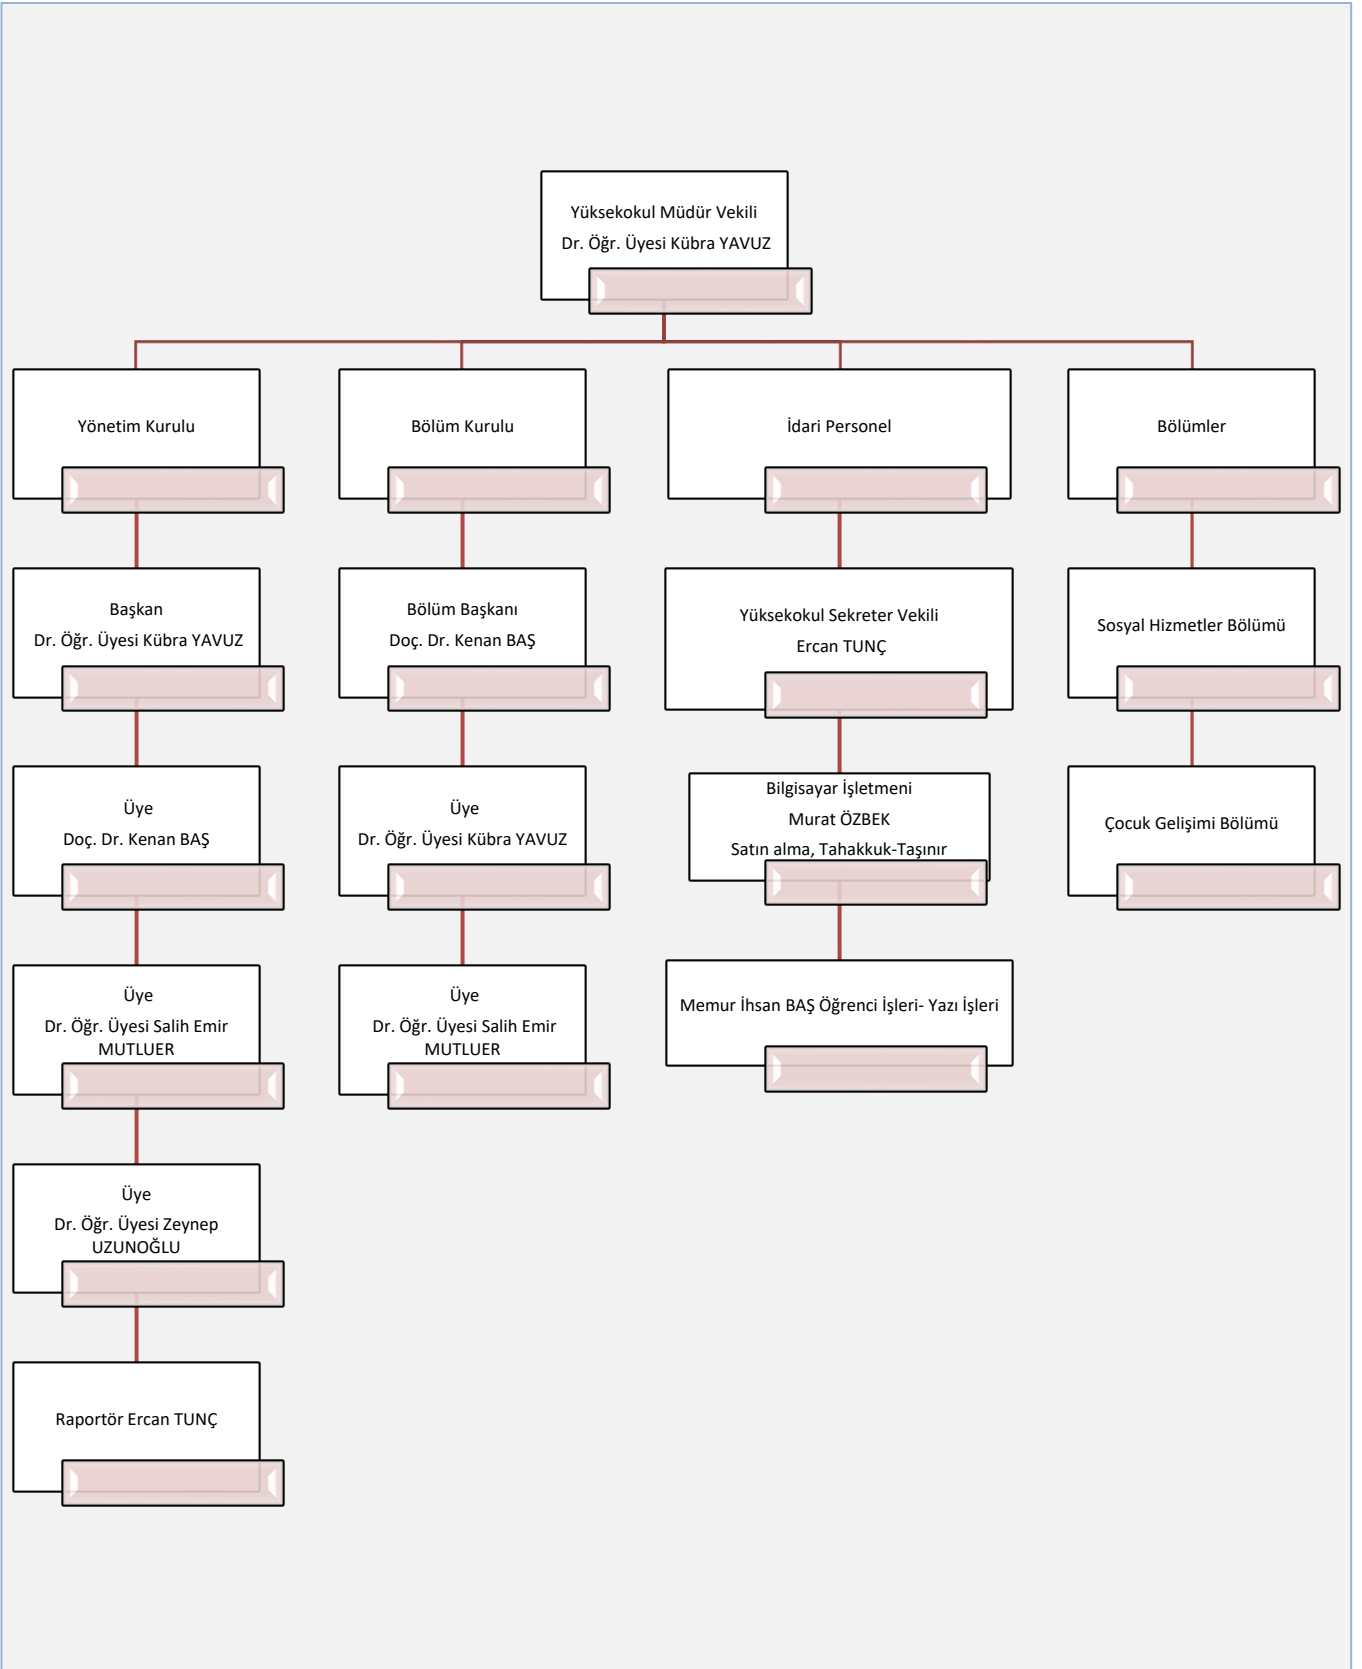 Yüksekokul Müdür Vekili
Dr. Öğr. Üyesi Kübra YAVUZ
Yönetim Kurulu
Başkan
Dr. Öğr. Üyesi Kübra YAVUZ
Üye
Doç. Dr. Kenan BAŞ
Üye
Dr. Öğr. Üyesi Salih Emir
MUTLUER
Üye
Dr. Öğr. Üyesi Zeynep
UZUNOĞLU
Raportör Ercan TUNÇ
Bölüm Kurulu
Bölüm Başkanı
Doç. Dr. Kenan BAŞ
Üye
Dr. Öğr. Üyesi Kübra YAVUZ
Üye
Dr. Öğr. Üyesi Salih Emir
MUTLUER
İdari Personel
Yüksekokul Sekreter Vekili
Ercan TUNÇ
Bilgisayar İşletmeni
Murat ÖZBEK
Satın alma, Tahakkuk-Taşınır
Memur İhsan BAŞ Öğrenci İşleri- Yazı İşleri
Bölümler
Sosyal Hizmetler Bölümü
Çocuk Gelişimi Bölümü